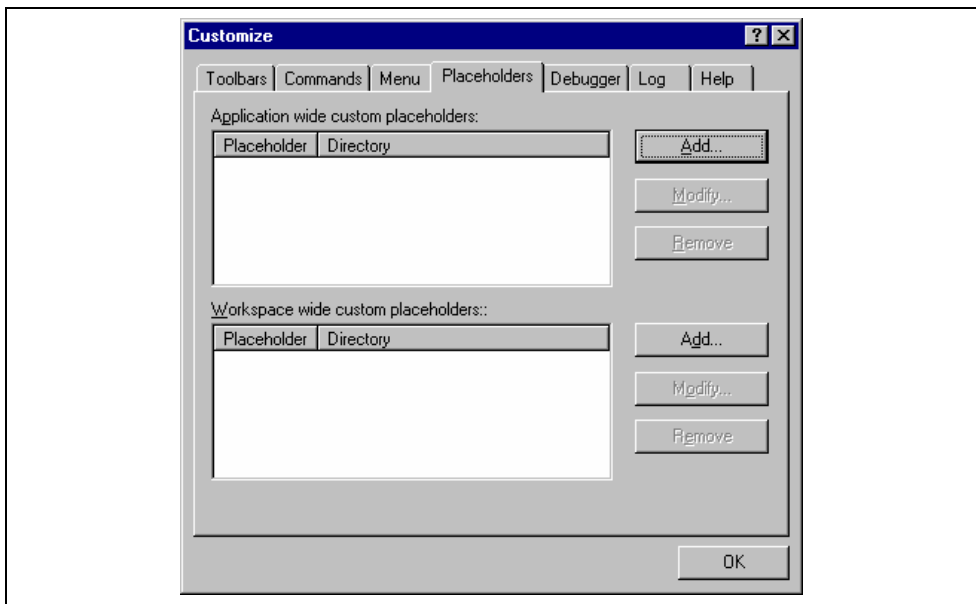 Customize
Toolbars Commands Menu Placeholders Debugger Log Help
Application wide custom placeholders:
Placeholder Directory
Add...
Modify...
Remove
Workspace wide custom placeholders::
Placeholder Directory
Add...
Modify...
Remove
OK